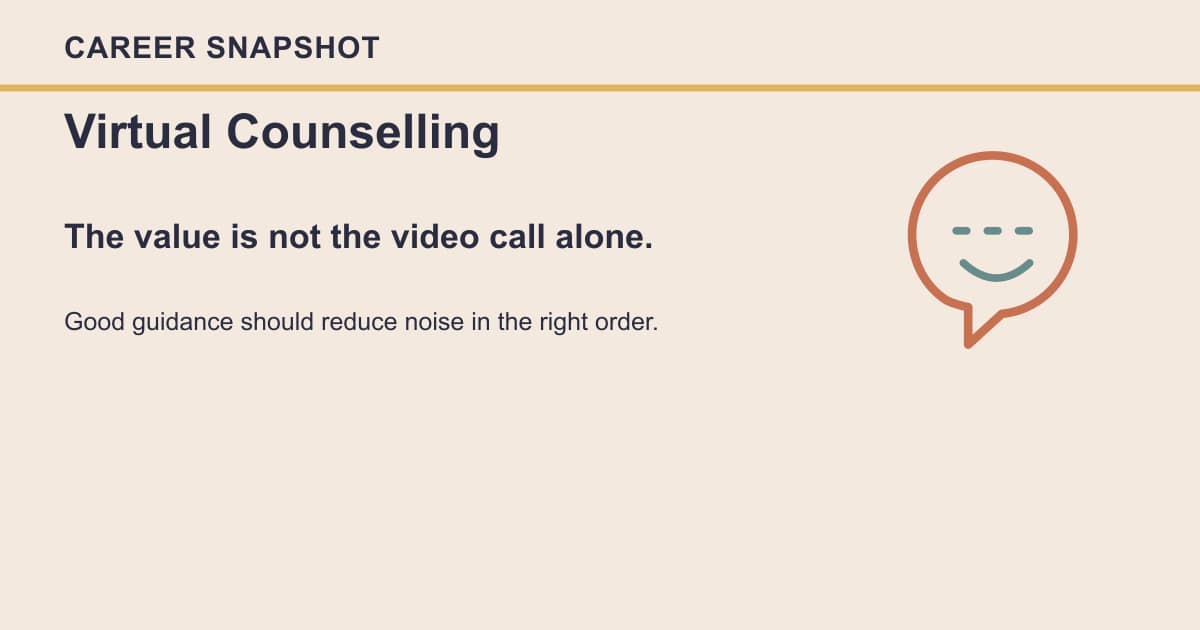 CAREER SNAPSHOT
Virtual Counselling
The value is not the video call alone.
Good guidance should reduce noise in the right order.